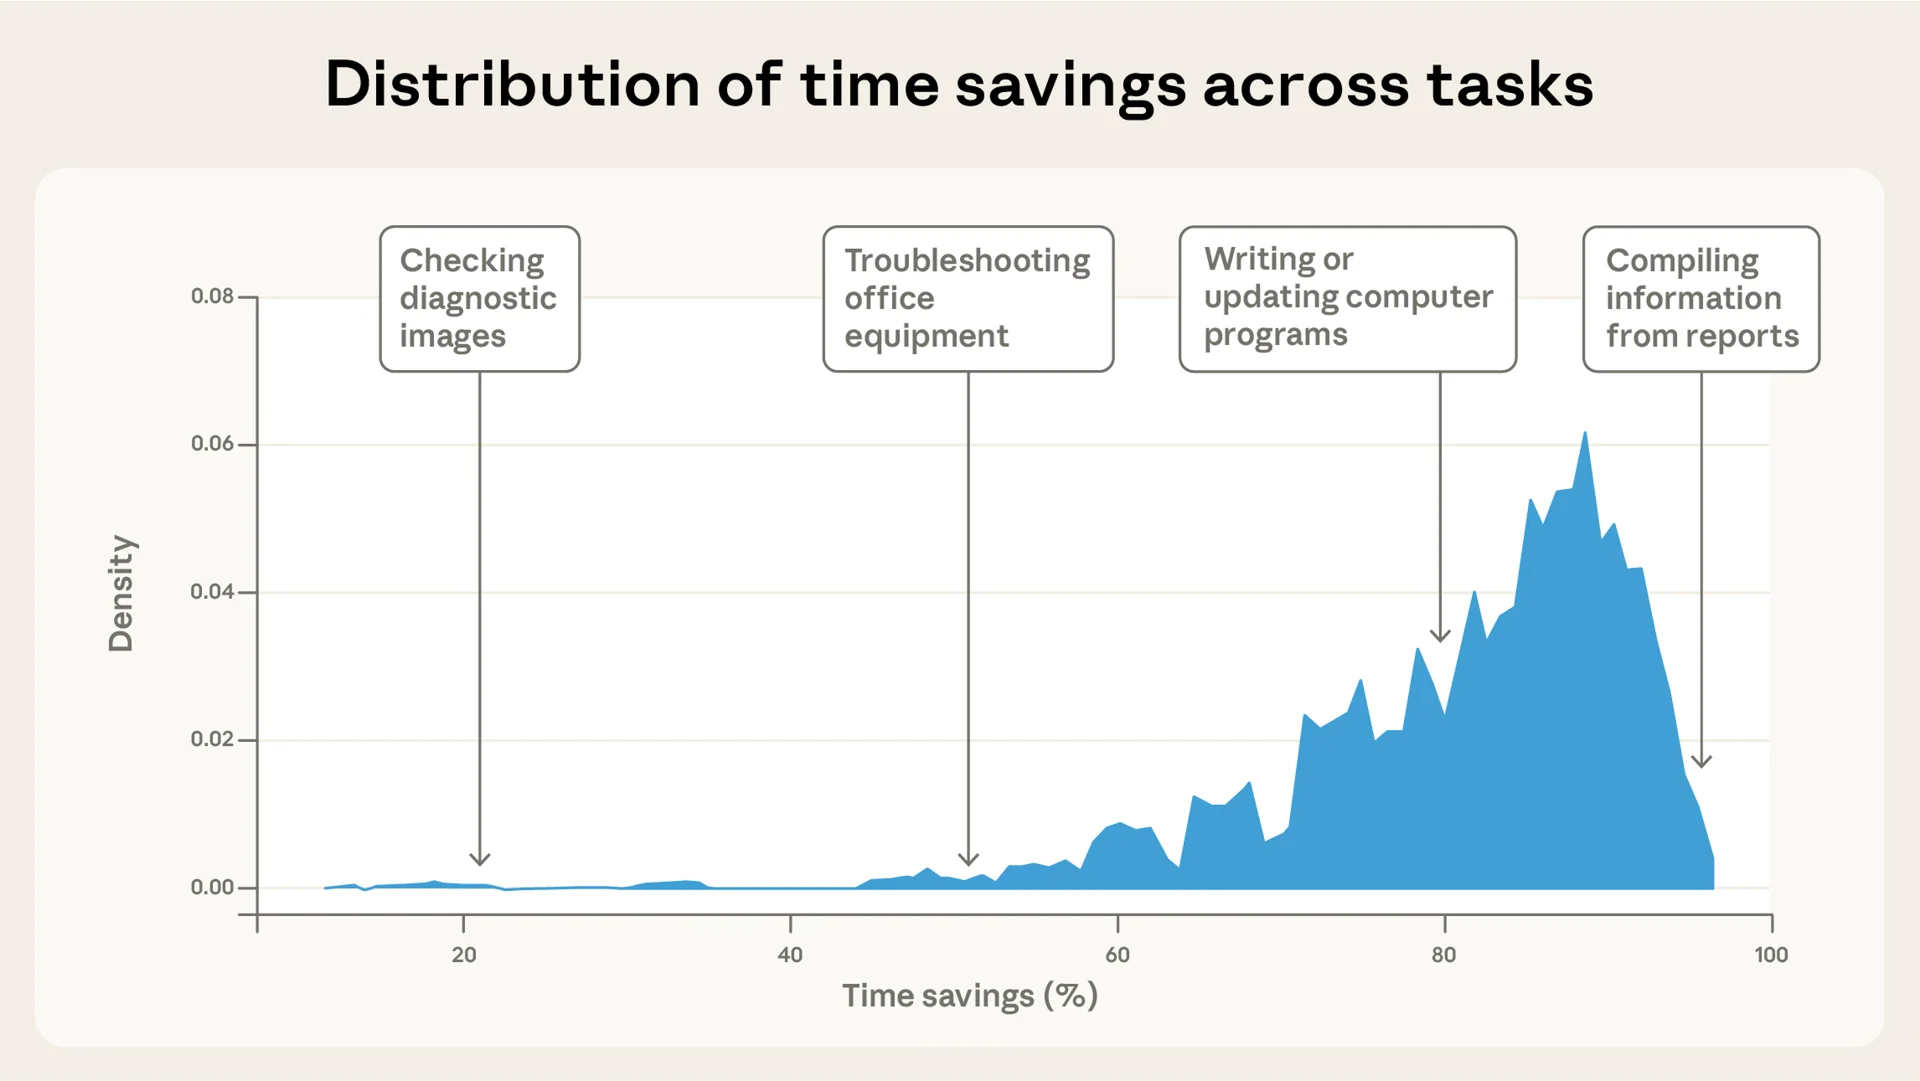 Distribution of time savings across tasks
Checking
diagnostic
images
Troubleshooting
office
equipment
Writing or
updating computer
programs
Compiling
information
from reports
0.08
0.06
0.04
0.02
0.00
Density
20
40
60
80
100
Time savings (%)